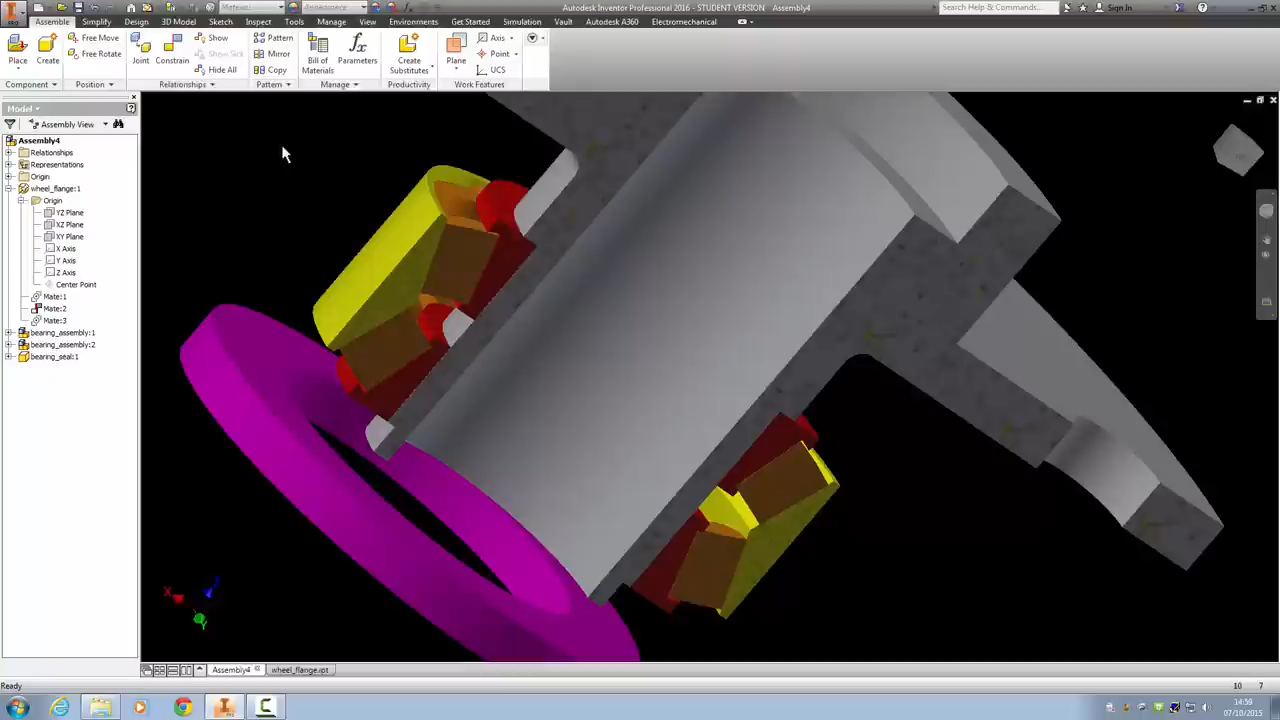 Autodesk Inventor Professional 2016 - STUDENT VERSION Assembly4
Search Help & Commands...
Sign In
Assemble Simplify Design 3D Model Sketch Inspect Tools Manage View Environments Get Started Simulation Vault Autodesk A360 Electromechanical
Place
Create
Free Move
Free Rotate
Joint
Constrain
Show
Show Sick
Hide All
Pattern
Mirror
Copy
Bill of
Materials
Parameters
Create
Substitutes
Plane
Axis
Point
UCS
Component Position Relationships Pattern Manage Productivity Work Features
Model
Assembly View
Assembly4
Relationships
Representations
Origin
wheel_flange:1
Origin
YZ Plane
XZ Plane
XY Plane
X Axis
Y Axis
Z Axis
Center Point
Mate:1
Mate:2
Mate:3
bearing_assembly:1
bearing_assembly:2
bearing_seal:1
Assembly4
wheel_flange.ipt
Ready
10 7
14:59
07/10/2015